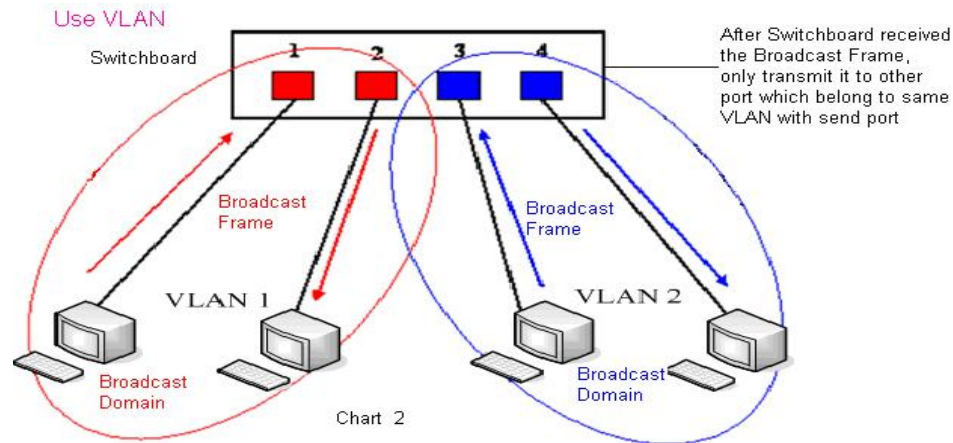 Use VLAN
Switchboard
1 2 3 4
After Switchboard received
the Broadcast Frame,
only transmit it to other
port which belong to same
VLAN with send port
Broadcast
Frame
Broadcast
Frame
VLAN 1
VLAN 2
Broadcast
Domain
Broadcast
Domain
Chart 2